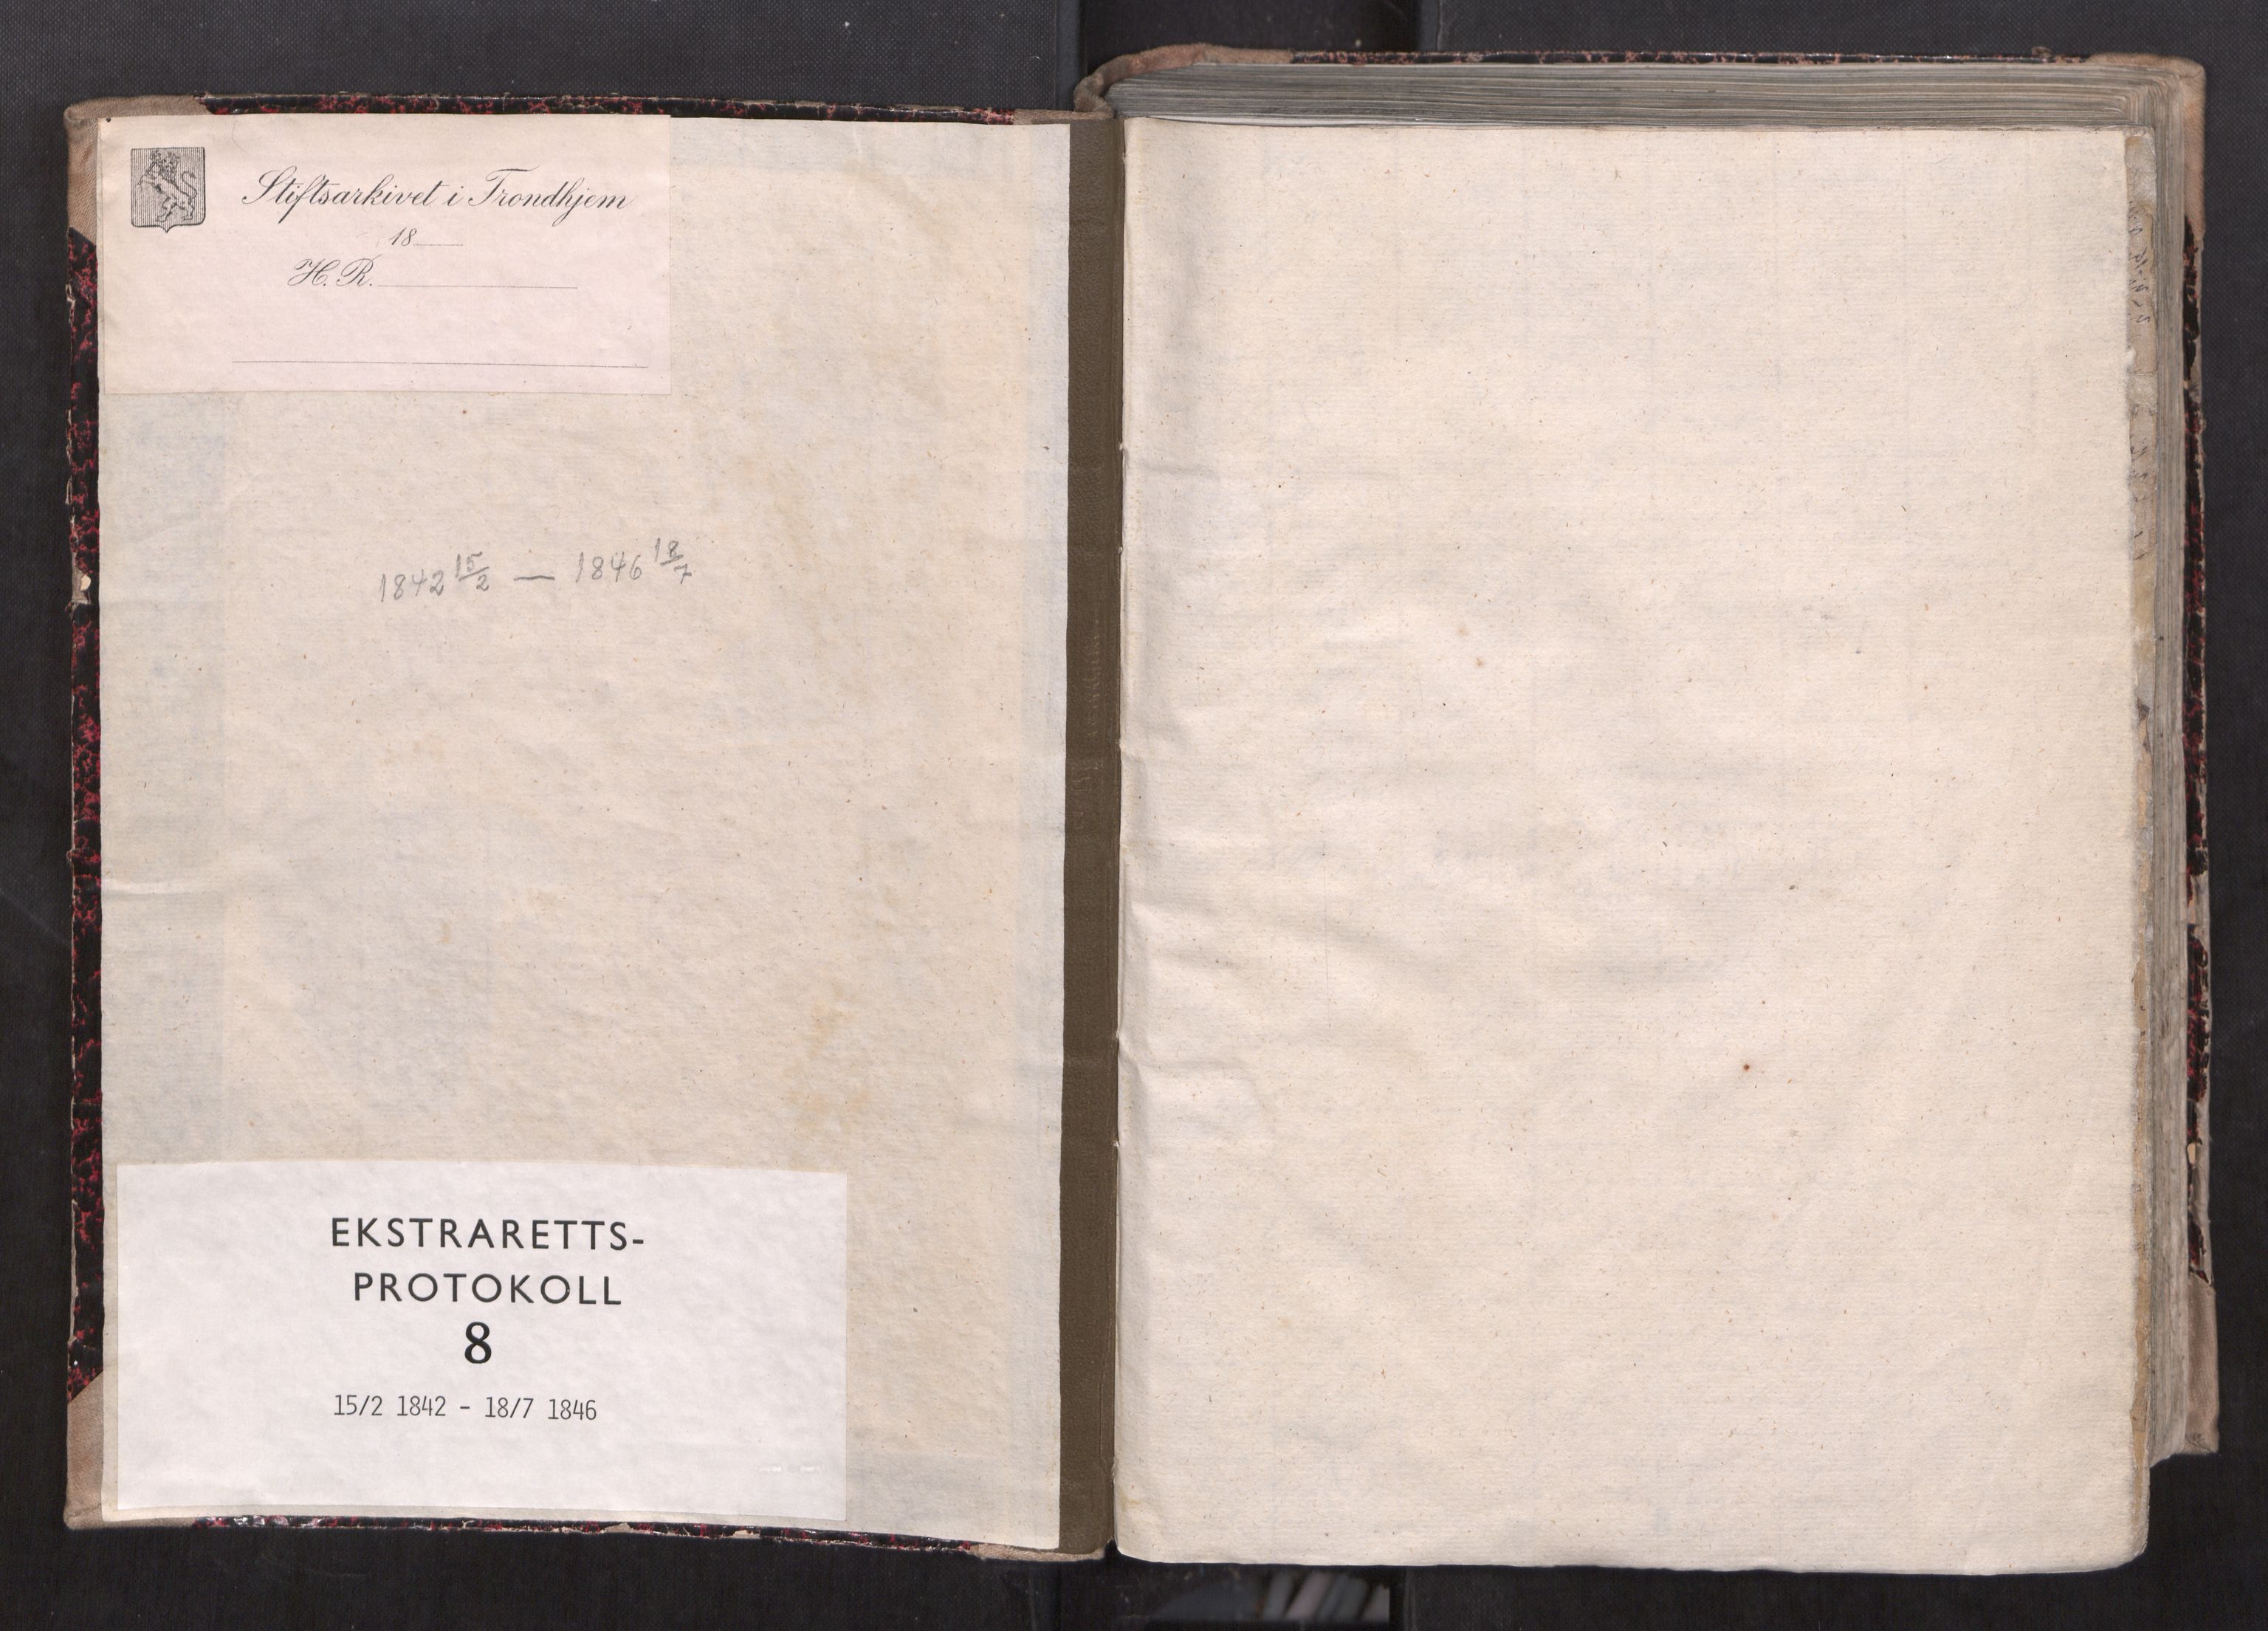 Stiftsarkivet i Trondhjem
18
H. R.
1842 15/2 — 1846 18/7
EKSTRARETTS-
PROTOKOLL
8
15/2 1842 - 18/7 1846